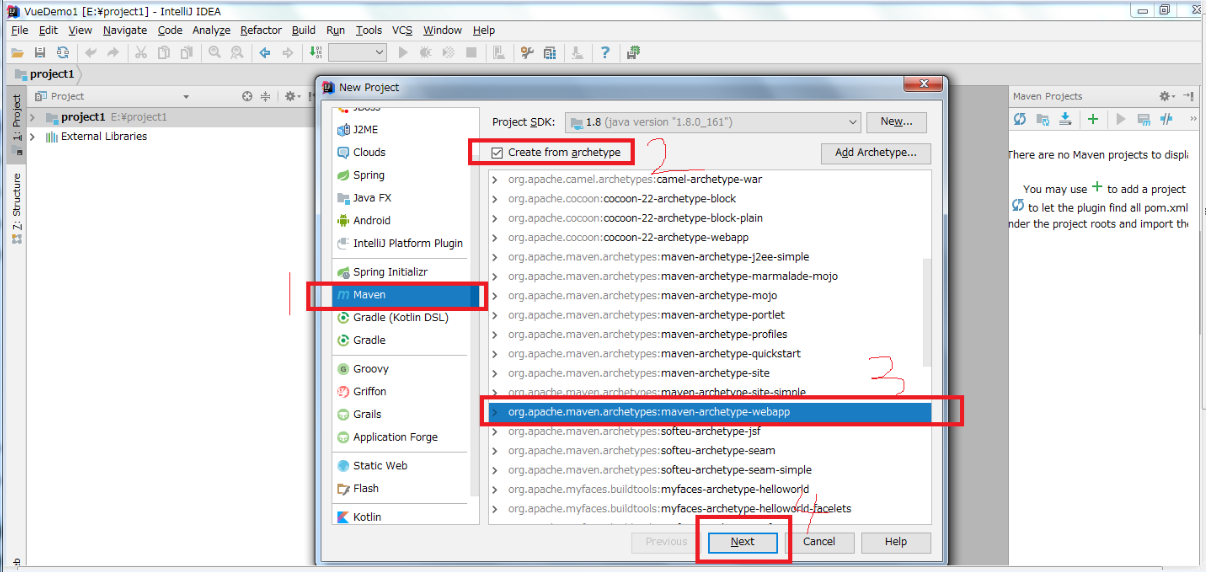 VueDemo1 [E:¥project1] - IntelliJ IDEA
File Edit View Navigate Code Analyze Refactor Build Run Tools VCS Window Help
project1
1: Project
Z: Structure
Project
project1 E:¥project1
External Libraries
New Project
J2ME
Clouds
Spring
Java FX
Android
IntelliJ Platform Plugin
Spring Initializr
1
Maven
Gradle (Kotlin DSL)
Gradle
Groovy
Griffon
Grails
Application Forge
Static Web
Flash
Kotlin
Project SDK: 1.8 (java version "1.8.0_161") New...
Create from archetype 2 Add Archetype...
org.apache.camel.archetypes:camel-archetype-war
org.apache.cocoon:cocoon-22-archetype-block
org.apache.cocoon:cocoon-22-archetype-block-plain
org.apache.cocoon:cocoon-22-archetype-webapp
org.apache.maven.archetypes:maven-archetype-j2ee-simple
org.apache.maven.archetypes:maven-archetype-marmalade-mojo
org.apache.maven.archetypes:maven-archetype-mojo
org.apache.maven.archetypes:maven-archetype-portlet
org.apache.maven.archetypes:maven-archetype-profiles
org.apache.maven.archetypes:maven-archetype-quickstart
org.apache.maven.archetypes:maven-archetype-site
3
org.apache.maven.archetypes:maven-archetype-site-simple
org.apache.maven.archetypes:maven-archetype-webapp
org.apache.maven.archetypes:softeu-archetype-jsf
org.apache.maven.archetypes:softeu-archetype-seam
org.apache.maven.archetypes:softeu-archetype-seam-simple
org.apache.myfaces.buildtools:myfaces-archetype-helloworld
org.apache.myfaces.buildtools:myfaces-archetype-helloworld-facelets
4
Previous Next Cancel Help
Maven Projects
There are no Maven projects to displa
You may use + to add a project
to let the plugin find all pom.xml
nder the project roots and import the